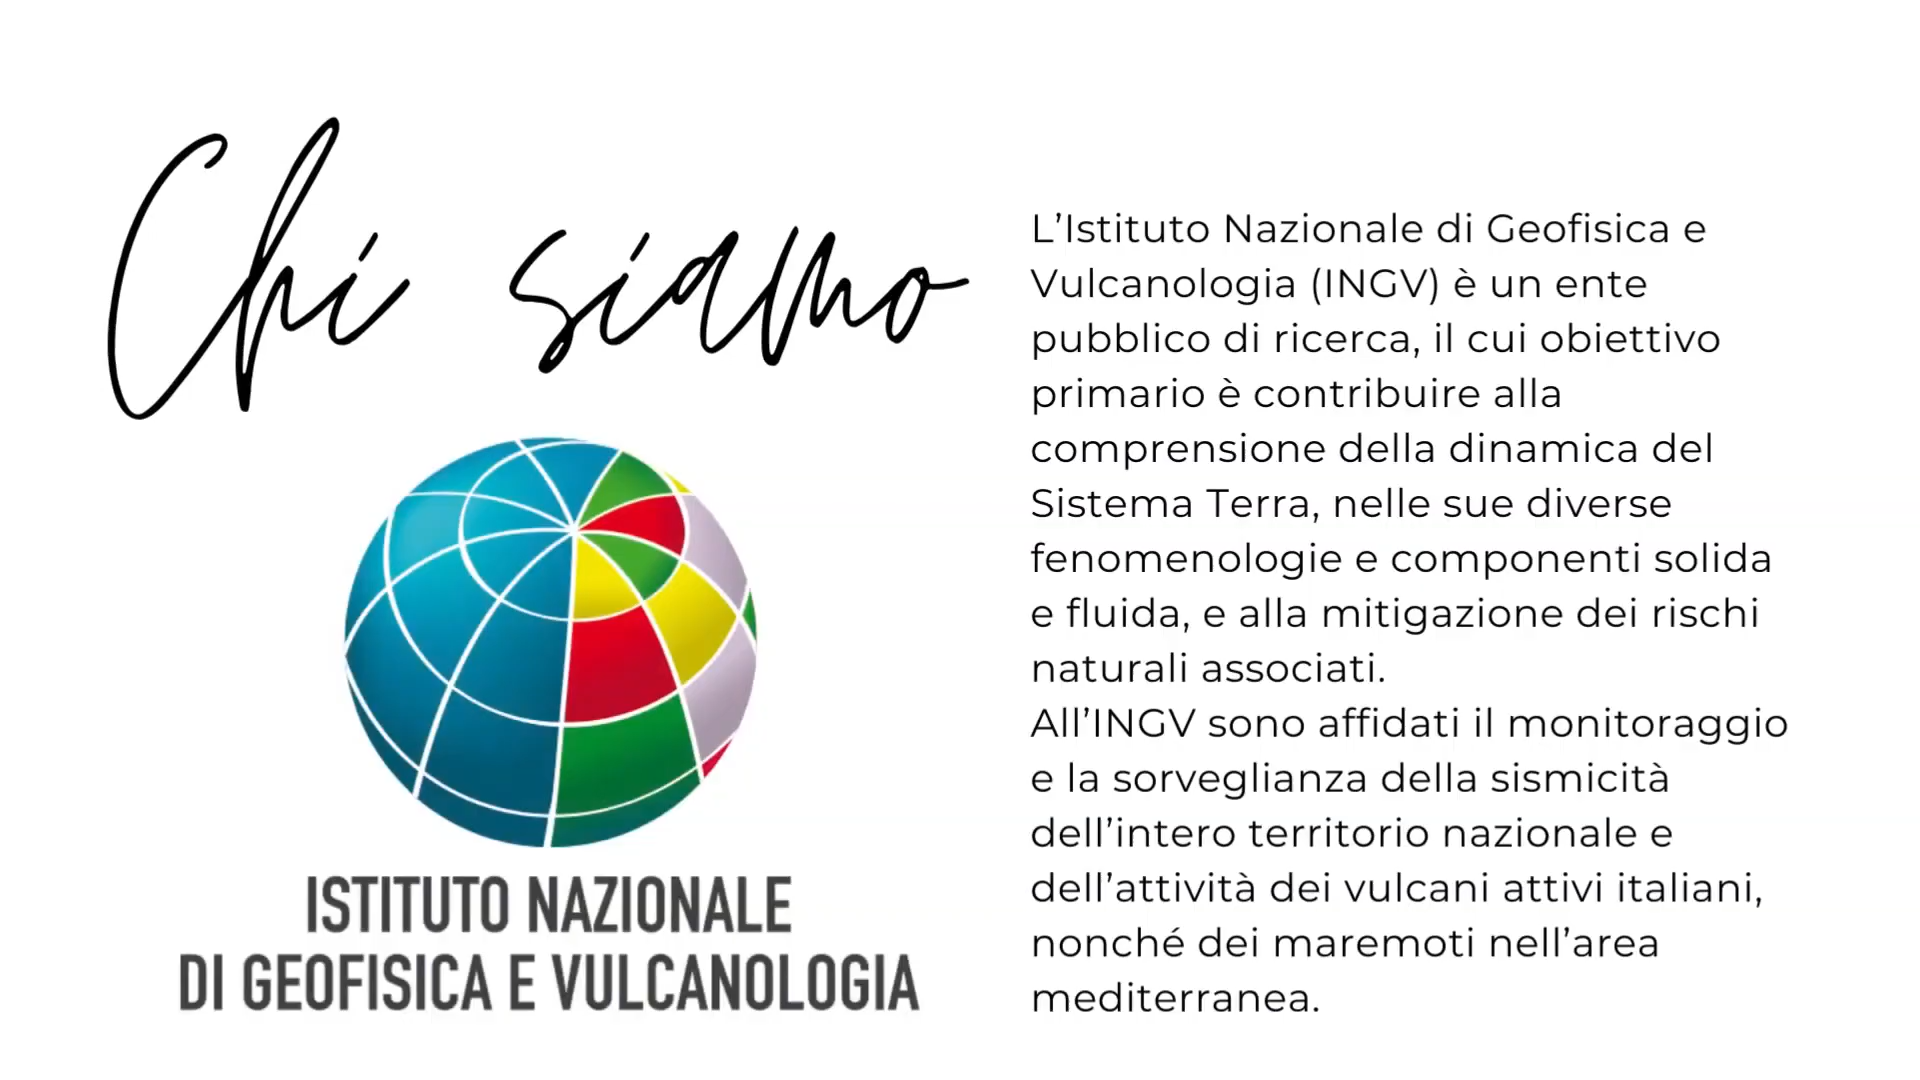 Chi siamo
ISTITUTO NAZIONALE
DI GEOFISICA E VULCANOLOGIA
L’Istituto Nazionale di Geofisica e
Vulcanologia (INGV) è un ente
pubblico di ricerca, il cui obiettivo
primario è contribuire alla
comprensione della dinamica del
Sistema Terra, nelle sue diverse
fenomenologie e componenti solida
e fluida, e alla mitigazione dei rischi
naturali associati.
All’INGV sono affidati il monitoraggio
e la sorveglianza della sismicità
dell’intero territorio nazionale e
dell’attività dei vulcani attivi italiani,
nonché dei maremoti nell’area
mediterranea.